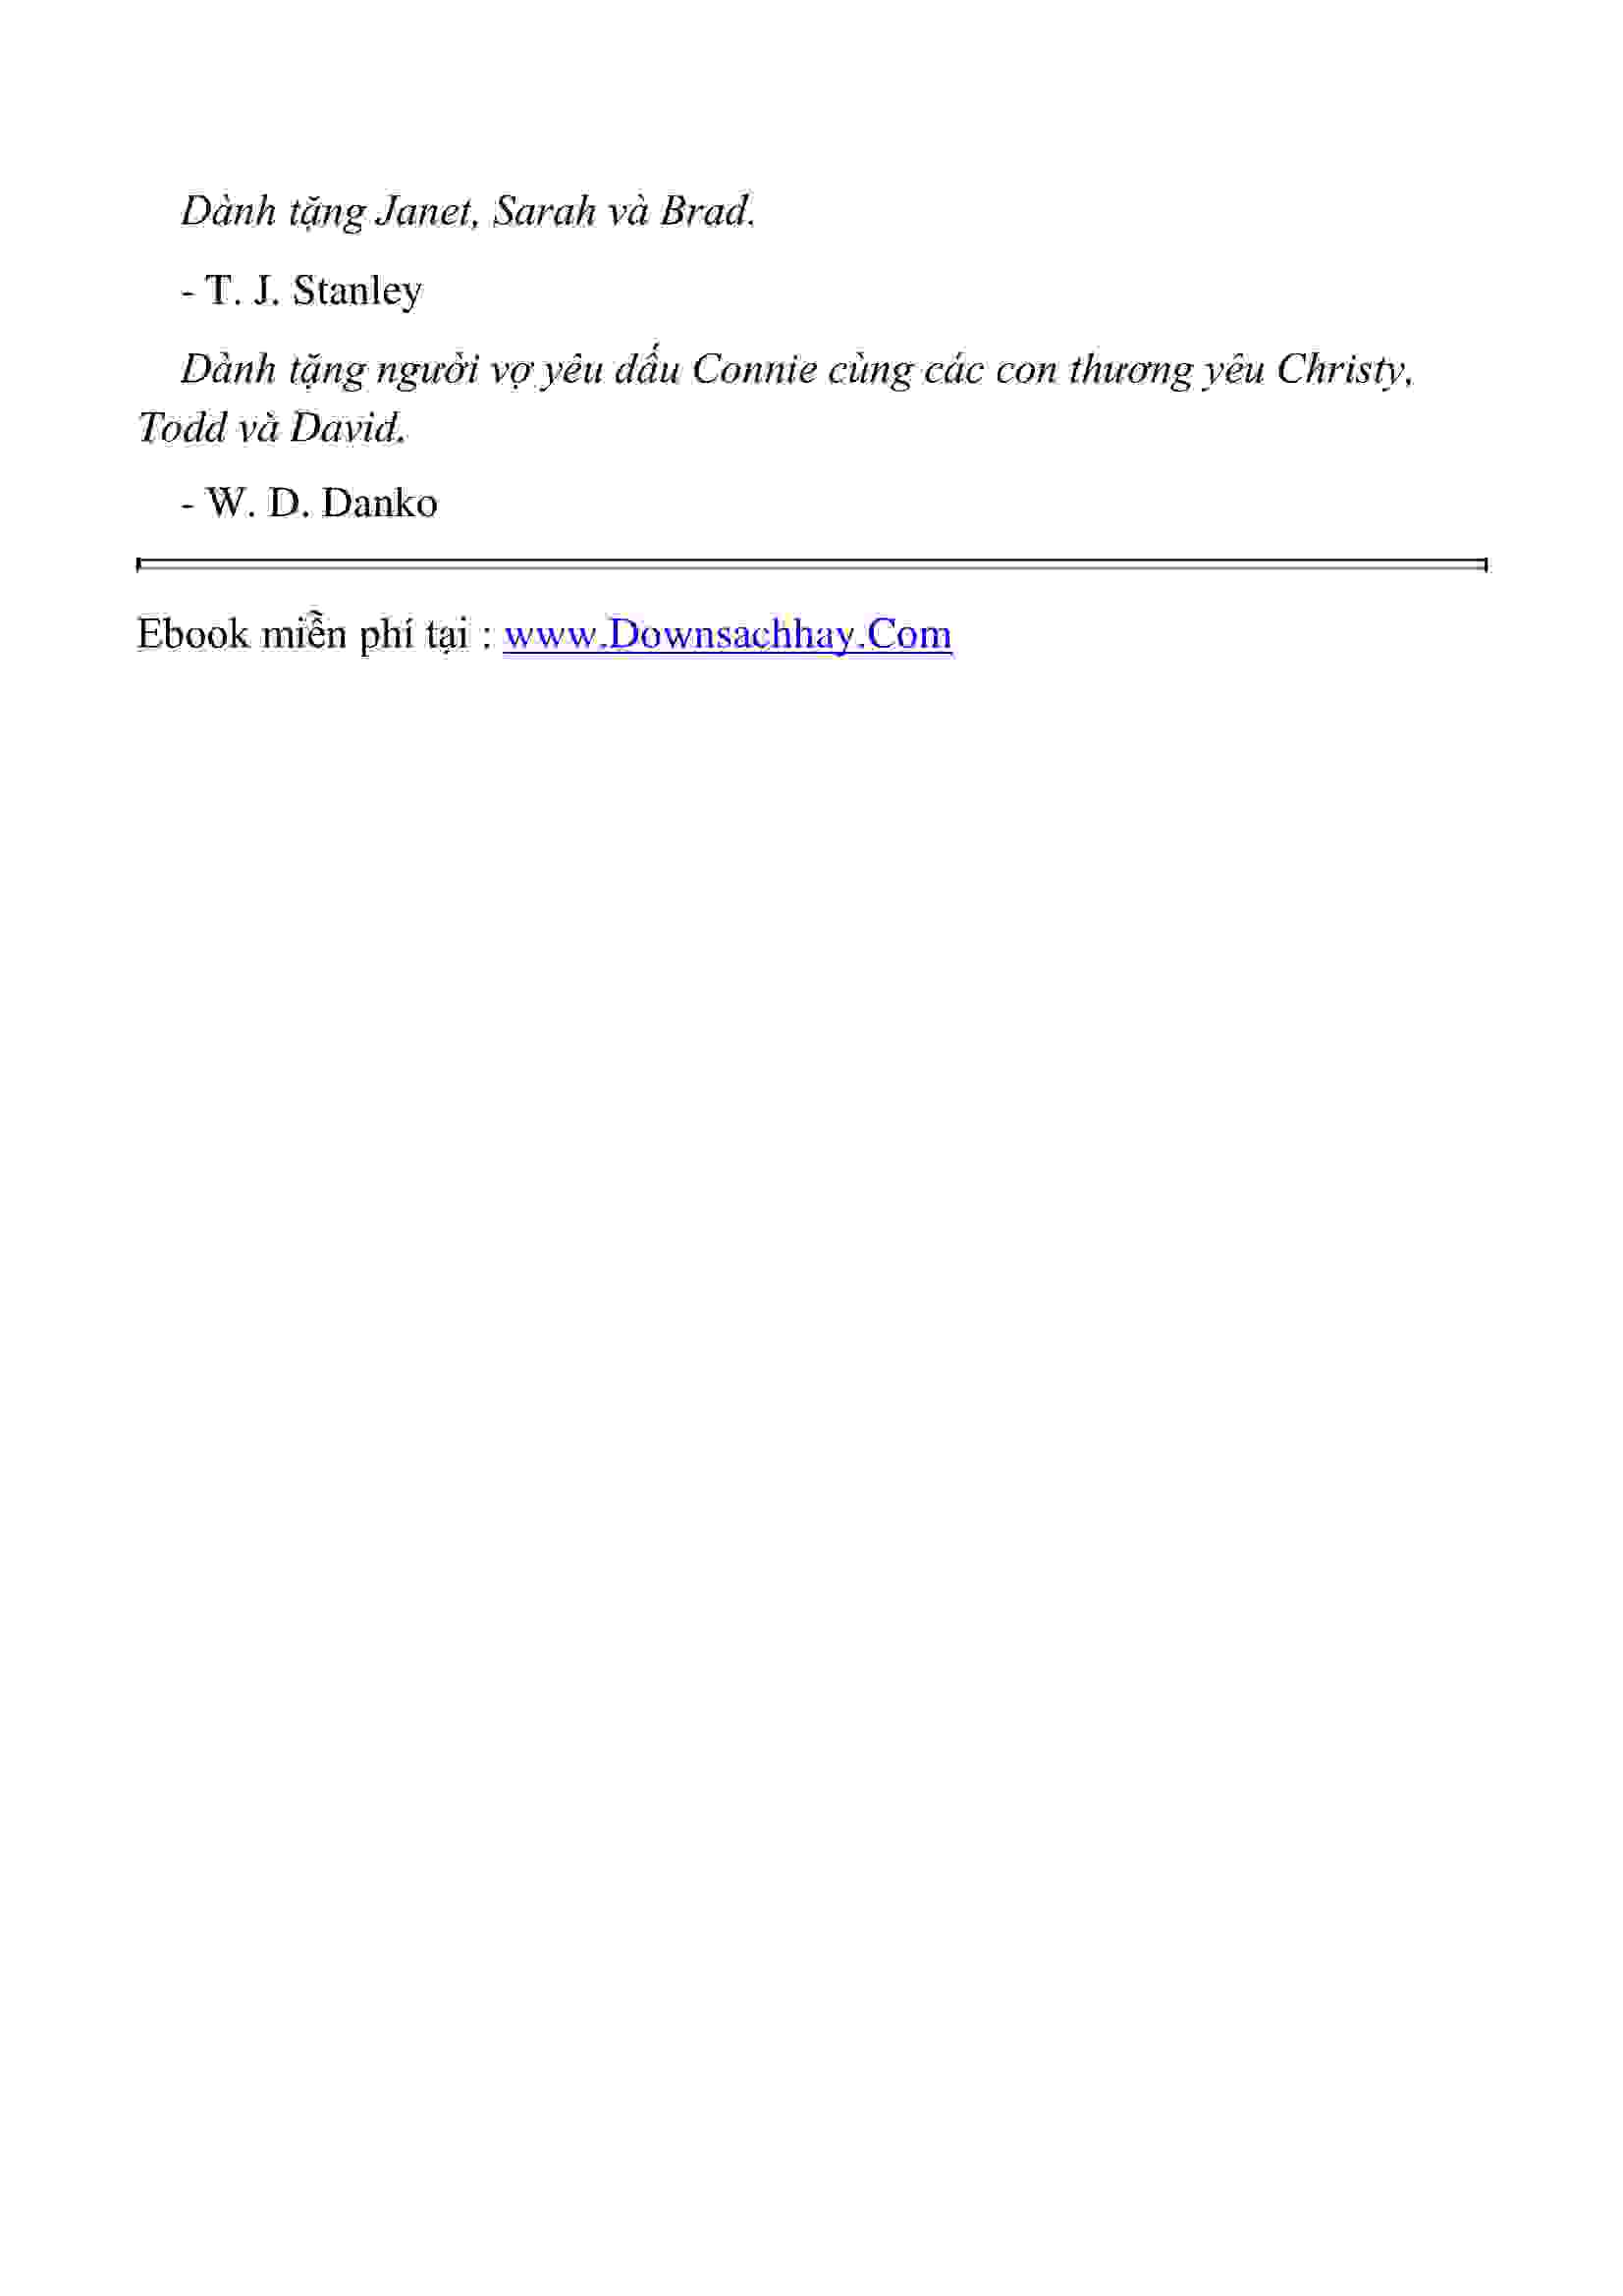 Dành tặng Janet, Sarah và Brad.
- T. J. Stanley
Dành tặng người vợ yêu dấu Connie cùng các con thương yêu Christy,
Todd và David.
- W. D. Danko
Ebook miễn phí tại : www.Downsachhay.Com